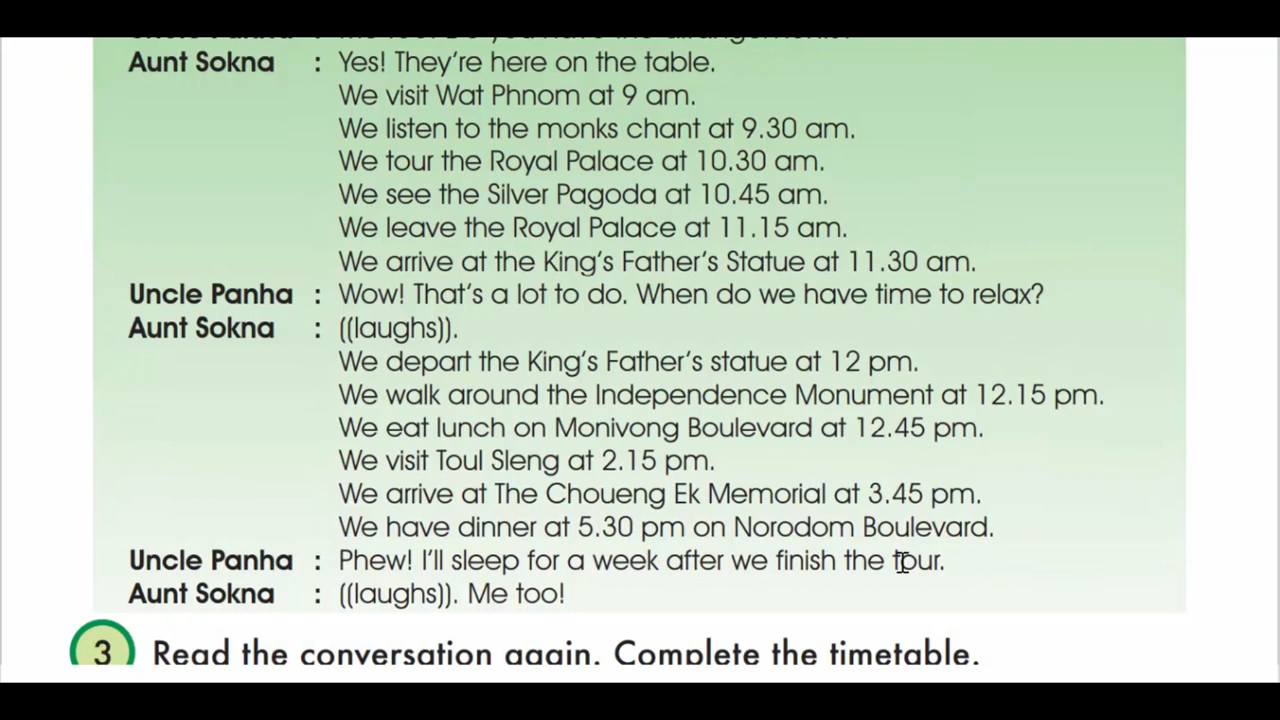 Aunt Sokna : Yes! They're here on the table.
We visit Wat Phnom at 9 am.
We listen to the monks chant at 9.30 am.
We tour the Royal Palace at 10.30 am.
We see the Silver Pagoda at 10.45 am.
We leave the Royal Palace at 11.15 am.
We arrive at the King's Father's Statue at 11.30 am.
Uncle Panha : Wow! That's a lot to do. When do we have time to relax?
Aunt Sokna : ((laughs)).
We depart the King's Father's statue at 12 pm.
We walk around the Independence Monument at 12.15 pm.
We eat lunch on Monivong Boulevard at 12.45 pm.
We visit Toul Sleng at 2.15 pm.
We arrive at The Choueng Ek Memorial at 3.45 pm.
We have dinner at 5.30 pm on Norodom Boulevard.
Uncle Panha : Phew! I'll sleep for a week after we finish the tour.
Aunt Sokna : ((laughs)). Me too!
3 Read the conversation again. Complete the timetable.